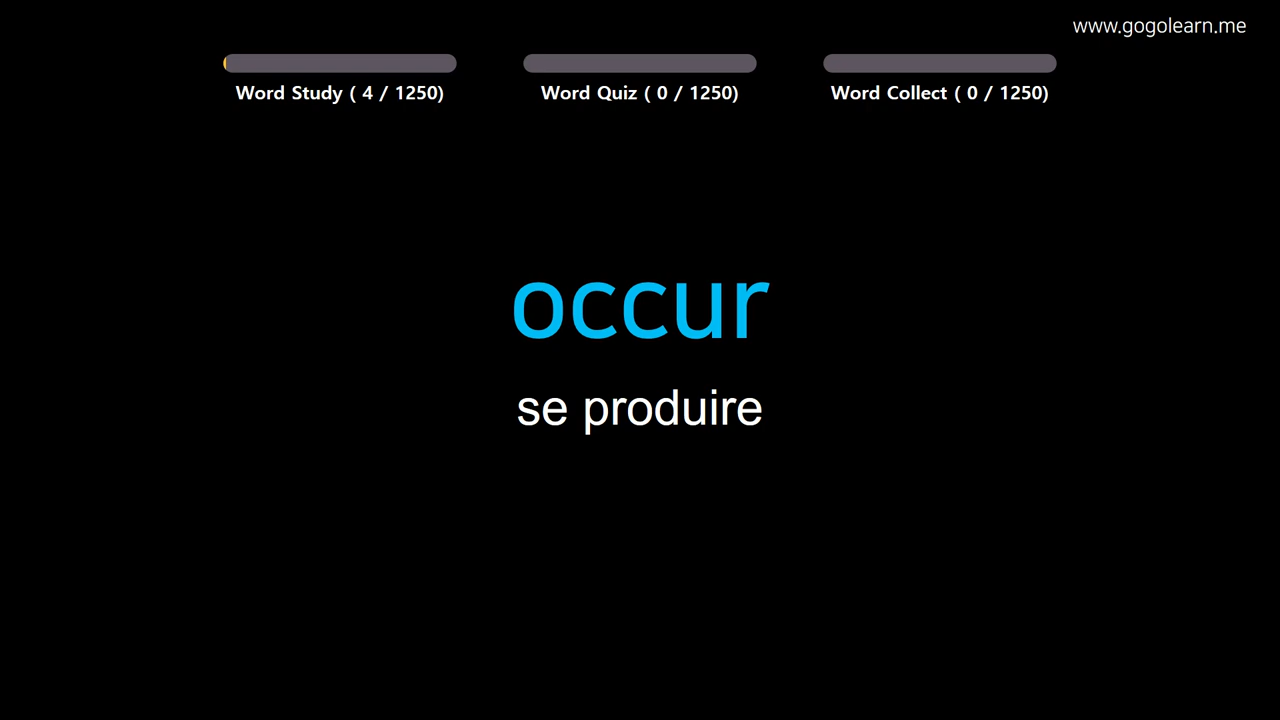 www.gogolearn.me
Word Study ( 4 / 1250)
Word Quiz ( 0 / 1250)
Word Collect ( 0 / 1250)
occur
se produire